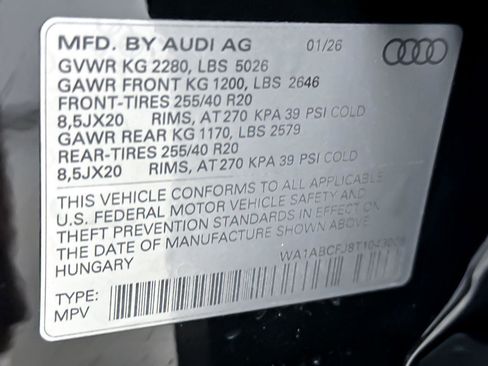 MFD. BY AUDI AG 01/26
GVWR KG 2280, LBS 5026
GAWR FRONT KG 1200, LBS 2646
FRONT-TIRES 255/40 R20
8,5JX20 RIMS, AT 270 KPA 39 PSI COLD
GAWR REAR KG 1170, LBS 2579
REAR-TIRES 255/40 R20
8,5JX20 RIMS, AT 270 KPA 39 PSI COLD
THIS VEHICLE CONFORMS TO ALL APPLICABLE
U.S. FEDERAL MOTOR VEHICLE SAFETY AND
THEFT PREVENTION STANDARDS IN EFFECT ON
THE DATE OF MANUFACTURE SHOWN ABOVE.
HUNGARY
TYPE:
MPV